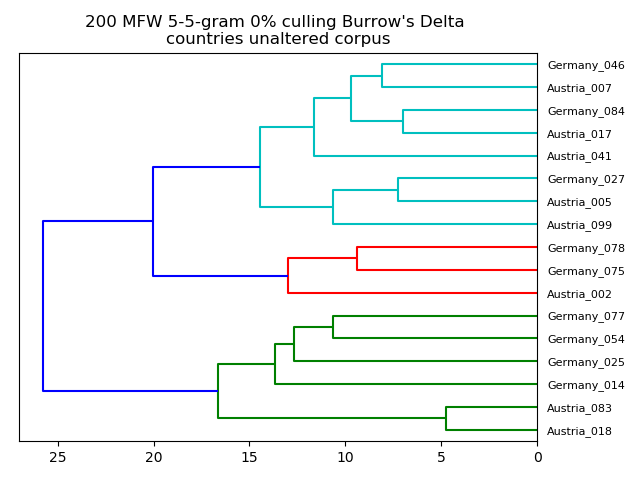 200 MFW 5-5-gram 0% culling Burrow's Delta
countries unaltered corpus
Germany_046
Austria_007
Germany_084
Austria_017
Austria_041
Germany_027
Austria_005
Austria_099
Germany_078
Germany_075
Austria_002
Germany_077
Germany_054
Germany_025
Germany_014
Austria_083
Austria_018
25 20 15 10 5 0